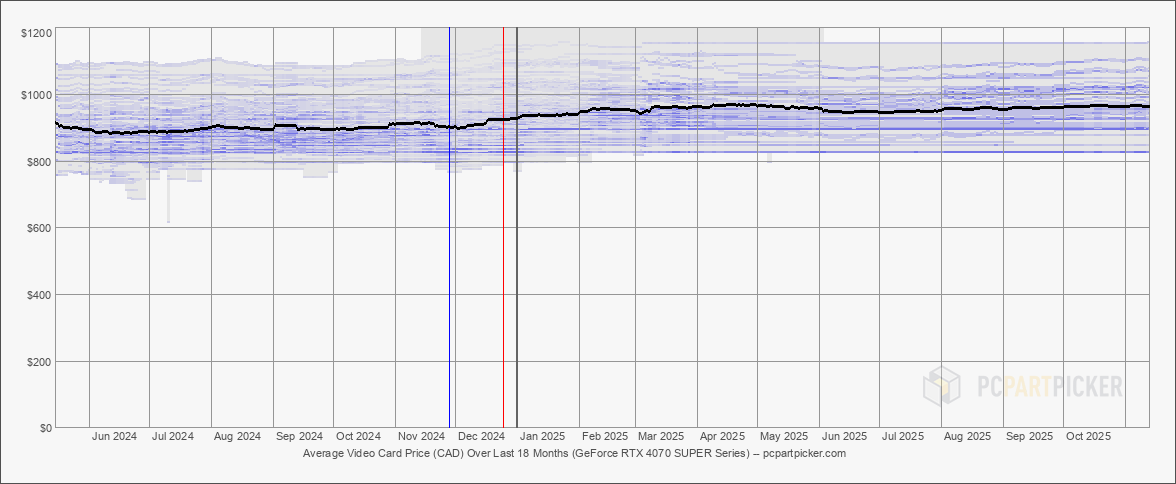 $1200
$1000
$800
$600
$400
$200
$0
Jun 2024 Jul 2024 Aug 2024 Sep 2024 Oct 2024 Nov 2024 Dec 2024 Jan 2025 Feb 2025 Mar 2025 Apr 2025 May 2025 Jun 2025 Jul 2025 Aug 2025 Sep 2025 Oct 2025
Average Video Card Price (CAD) Over Last 18 Months (GeForce RTX 4070 SUPER Series) -- pcpartpicker.com
PCPARTPICKER